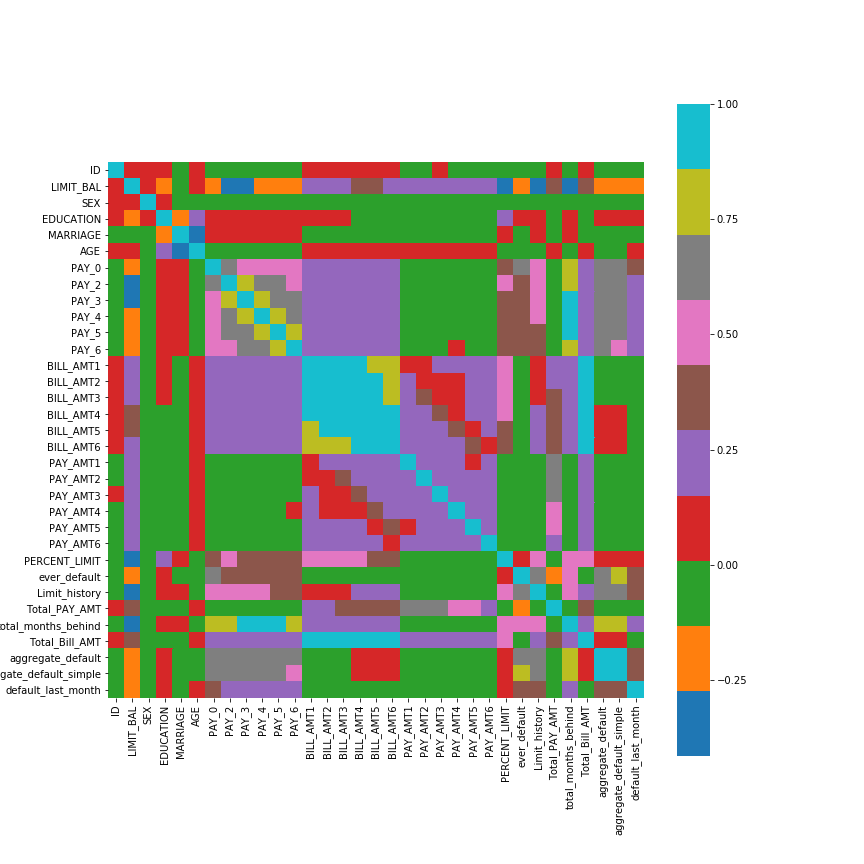 ID
LIMIT_BAL
SEX
EDUCATION
MARRIAGE
AGE
PAY_0
PAY_2
PAY_3
PAY_4
PAY_5
PAY_6
BILL_AMT1
BILL_AMT2
BILL_AMT3
BILL_AMT4
BILL_AMT5
BILL_AMT6
PAY_AMT1
PAY_AMT2
PAY_AMT3
PAY_AMT4
PAY_AMT5
PAY_AMT6
PERCENT_LIMIT
ever_default
Limit_history
Total_PAY_AMT
otal_months_behind
Total_Bill_AMT
aggregate_default
gate_default_simple
default_last_month
ID
LIMIT_BAL
SEX
EDUCATION
MARRIAGE
AGE
PAY_0
PAY_2
PAY_3
PAY_4
PAY_5
PAY_6
BILL_AMT1
BILL_AMT2
BILL_AMT3
BILL_AMT4
BILL_AMT5
BILL_AMT6
PAY_AMT1
PAY_AMT2
PAY_AMT3
PAY_AMT4
PAY_AMT5
PAY_AMT6
PERCENT_LIMIT
ever_default
Limit_history
Total_PAY_AMT
total_months_behind
Total_Bill_AMT
aggregate_default
aggregate_default_simple
default_last_month
1.00
0.75
0.50
0.25
0.00
−0.25